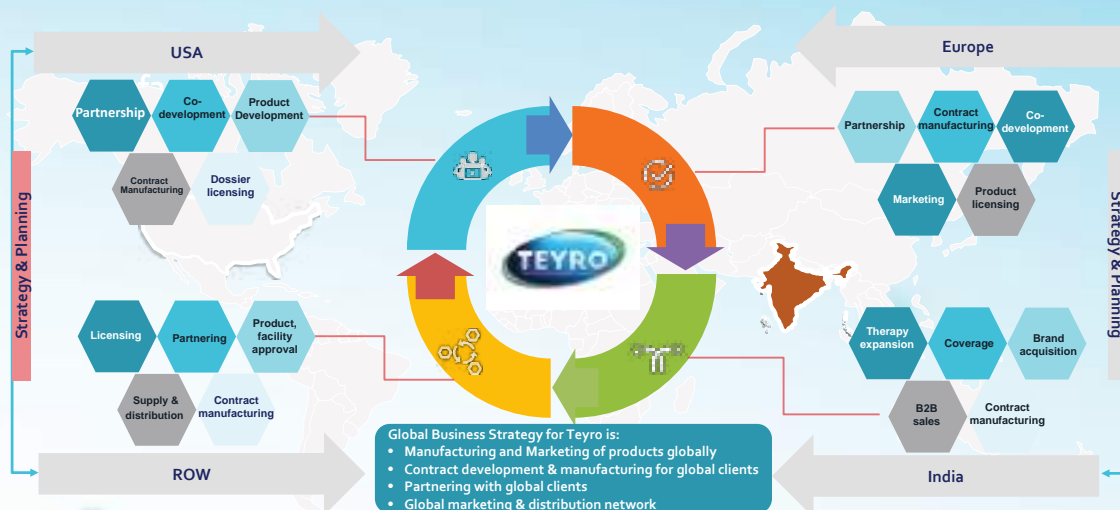 USA
Europe
Partnership
Co-
development
Product
Development
Contract
Manufacturing
Dossier
licensing
Partnership
Contract
manufacturing
Co-
development
Marketing
Product
licensing
Strategy & Planning
TEYRO
Strategy & Planning
Licensing
Partnering
Product,
facility
approval
Supply &
distribution
Contract
manufacturing
Therapy
expansion
Coverage
Brand
acquisition
B2B
sales
Contract
manufacturing
ROW
India
Global Business Strategy for Teyro is:
• Manufacturing and Marketing of products globally
• Contract development & manufacturing for global clients
• Partnering with global clients
• Global marketing & distribution network